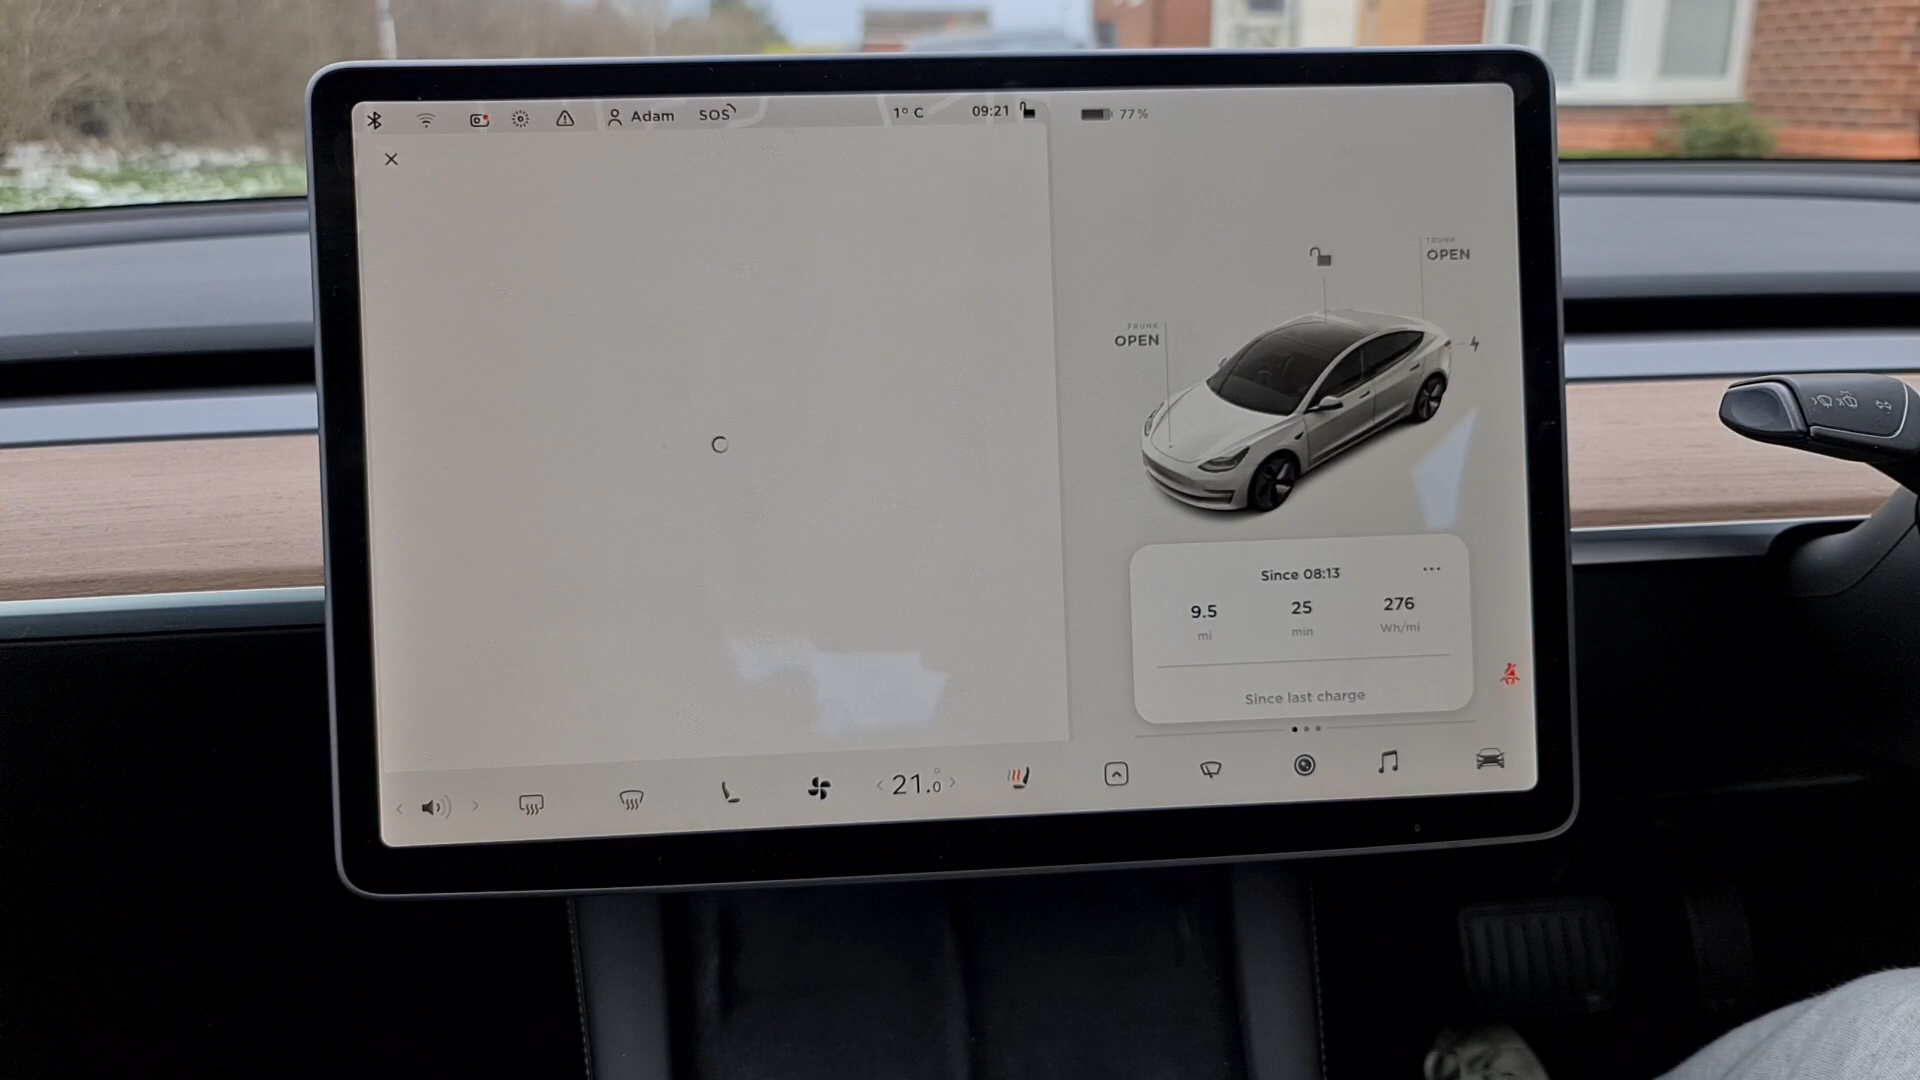 Adam
SOS
1° C
09:21
77%
TRUNK
OPEN
FRUNK
OPEN
Since 08:13
9.5
mi
25
min
276
Wh/mi
Since last charge
21.0°